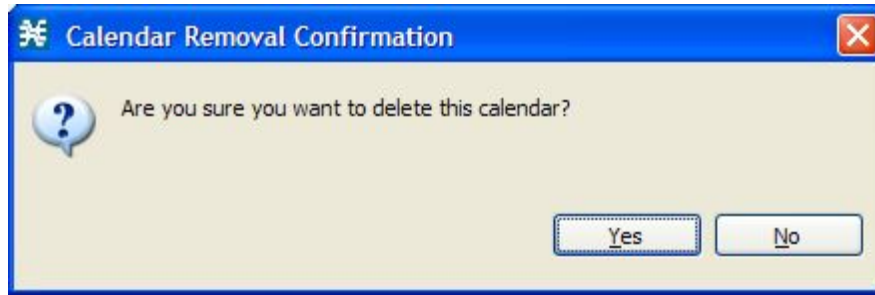 Calendar Removal Confirmation
Are you sure you want to delete this calendar?
Yes No